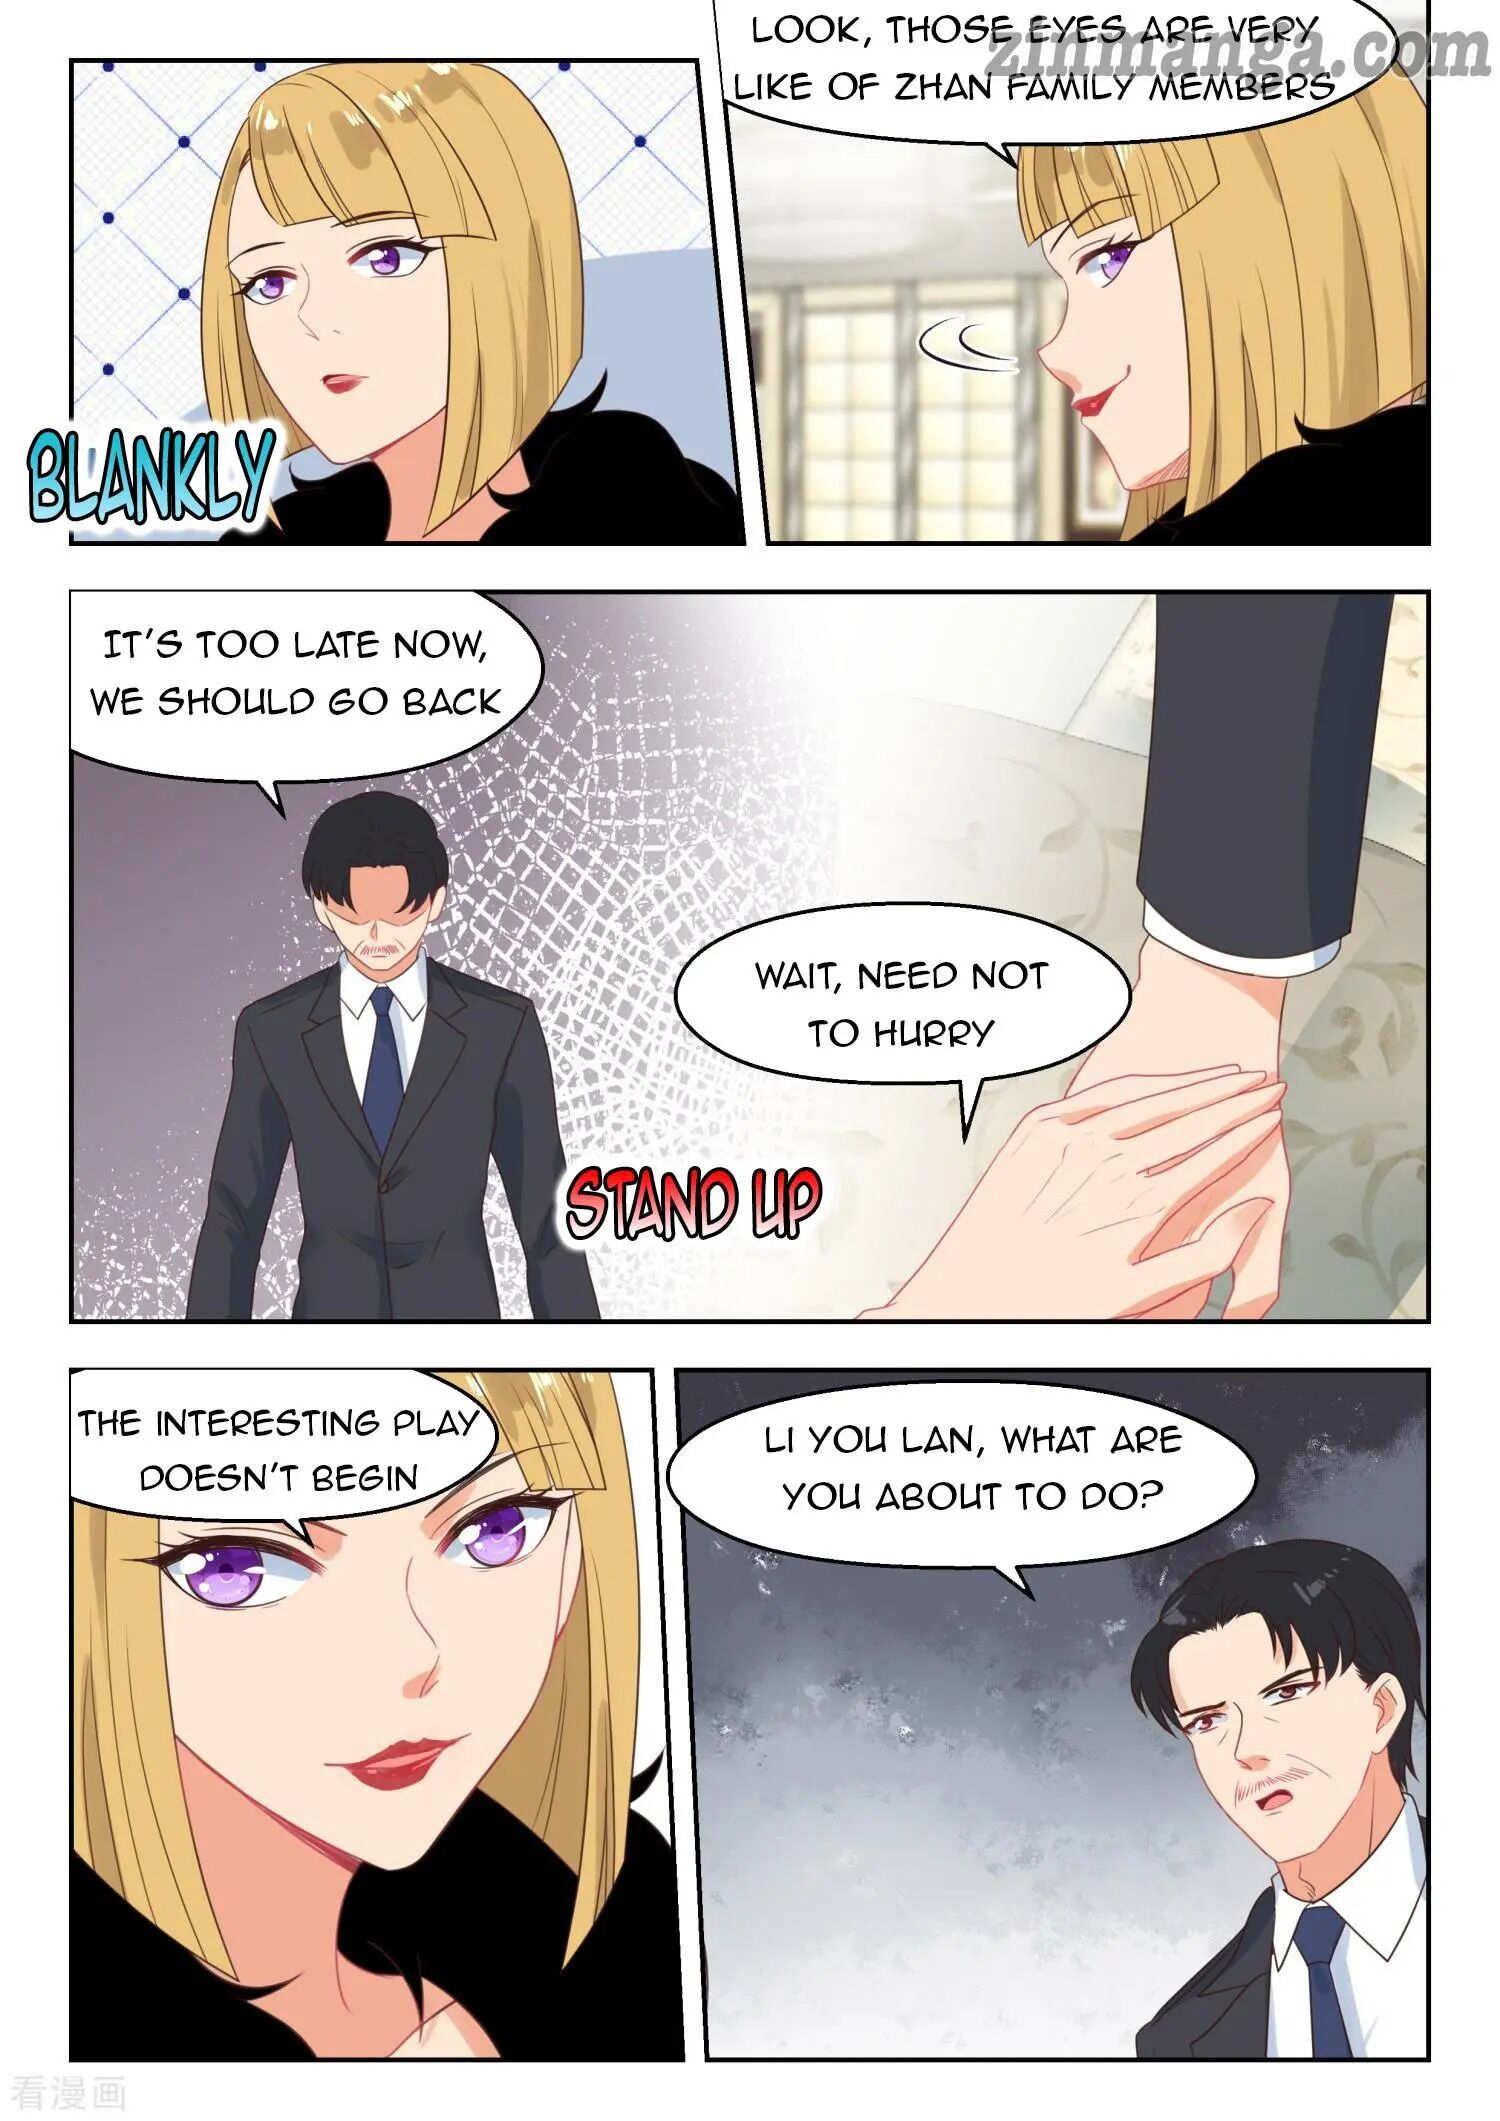 LOOK, THOSE EYES ARE VERY
LIKE OF ZHAN FAMILY MEMBERS
zinmanga.com
BLANKLY
IT'S TOO LATE NOW,
WE SHOULD GO BACK
WAIT, NEED NOT
TO HURRY
STAND UP
THE INTERESTING PLAY
DOESN'T BEGIN
LI YOU LAN, WHAT ARE
YOU ABOUT TO DO?
看漫画